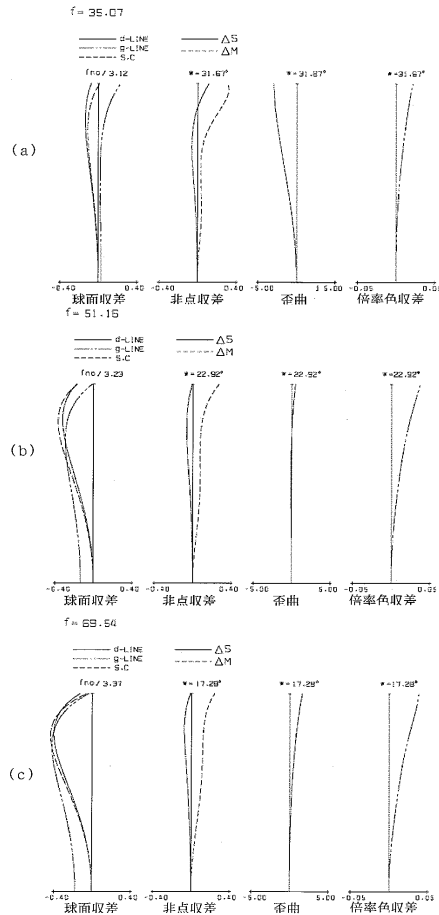 f= 35.07
d-LINE
g-LINE
S.C
ΔS
ΔM
fno/3.12
w=31.67°
w=31.67°
w=31.67°
(a)
-0.40 0.40
-0.40 0.40
-5.00 5.00
-0.05 0.05
球面収差 非点収差 歪曲 倍率色収差
f= 51.16
d-LINE
g-LINE
S.C
ΔS
ΔM
fno/3.23
w=22.92°
w=22.92°
w=22.92°
(b)
-0.40 0.40
-0.40 0.40
-5.00 5.00
-0.05 0.05
球面収差 非点収差 歪曲 倍率色収差
f= 69.54
d-LINE
g-LINE
S.C
ΔS
ΔM
fno/3.31
w=17.28°
w=17.28°
w=17.28°
(c)
-0.40 0.40
-0.40 0.40
-5.00 5.00
-0.05 0.05
球面収差 非点収差 歪曲 倍率色収差